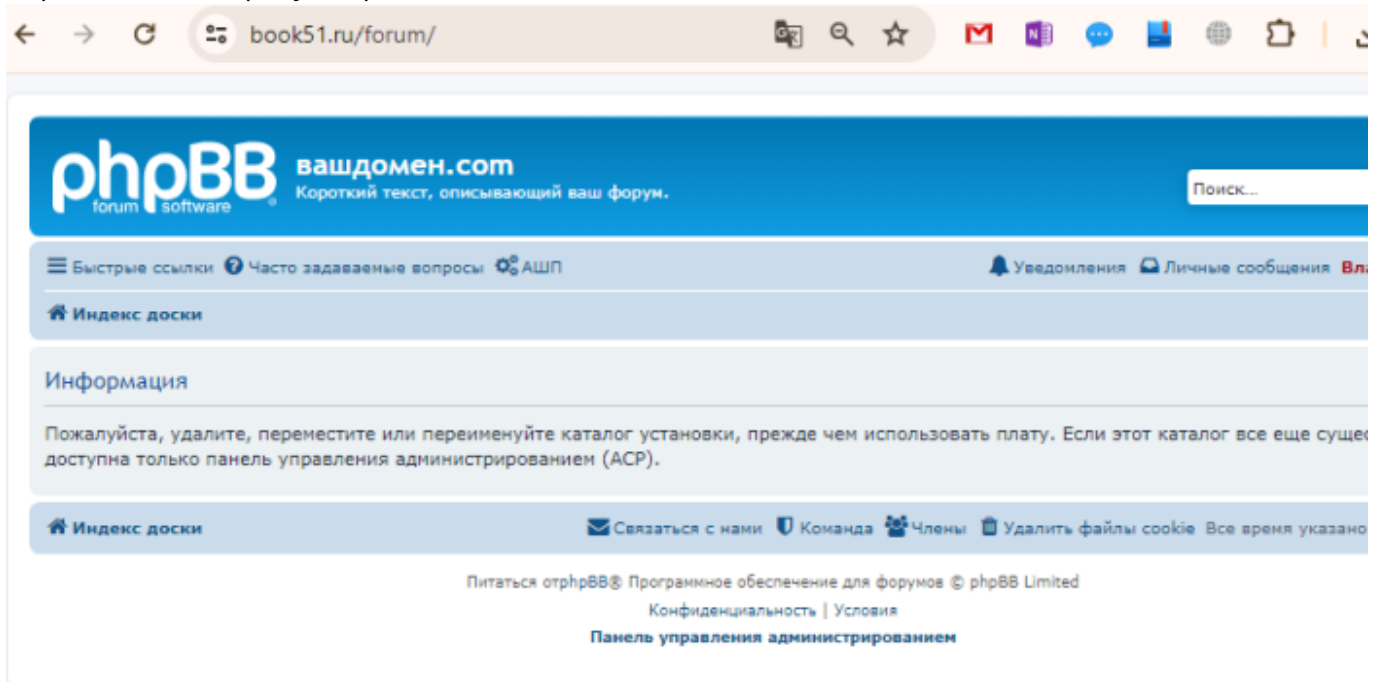 book51.ru/forum/
phpBB
forum software
вашдомен.com
Короткий текст, описывающий ваш форум.
Поиск...
Быстрые ссылки Часто задаваемые вопросы АШП Уведомления Личные сообщения
Индекс доски
Информация
Пожалуйста, удалите, переместите или переименуйте каталог установки, прежде чем использовать плату. Если этот каталог все еще
доступна только панель управления администрированием (ACP).
Индекс доски Связаться с нами Команда Члены Удалить файлы cookie Все время указано
Питаться отphpBB® Программное обеспечение для форумов © phpBB Limited
Конфиденциальность | Условия
Панель управления администрированием